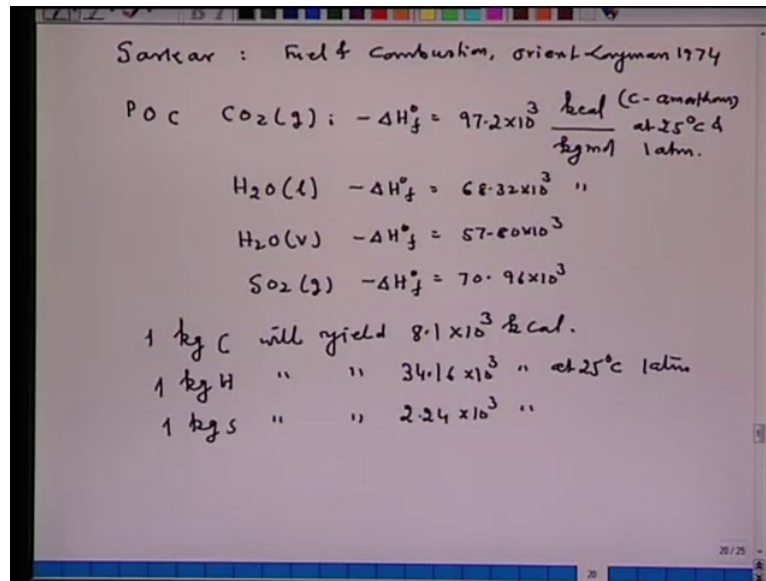 Sarkar : Fuel & Combustion, orient Longman 1974
POC CO2(g) : - ΔH°f = 97.2×10³ kcal/kgmol (C-amorphous) at 25°C & 1 atm.
H2O(l) - ΔH°f = 68.32×10³ "
H2O(v) - ΔH°f = 57.80×10³
SO2(g) - ΔH°f = 70.96×10³
1 kg C will yield 8.1×10³ kcal.
1 kg H " " 34.16×10³ " at 25°C 1atm
1 kg S " " 2.24×10³ "
20/25
20